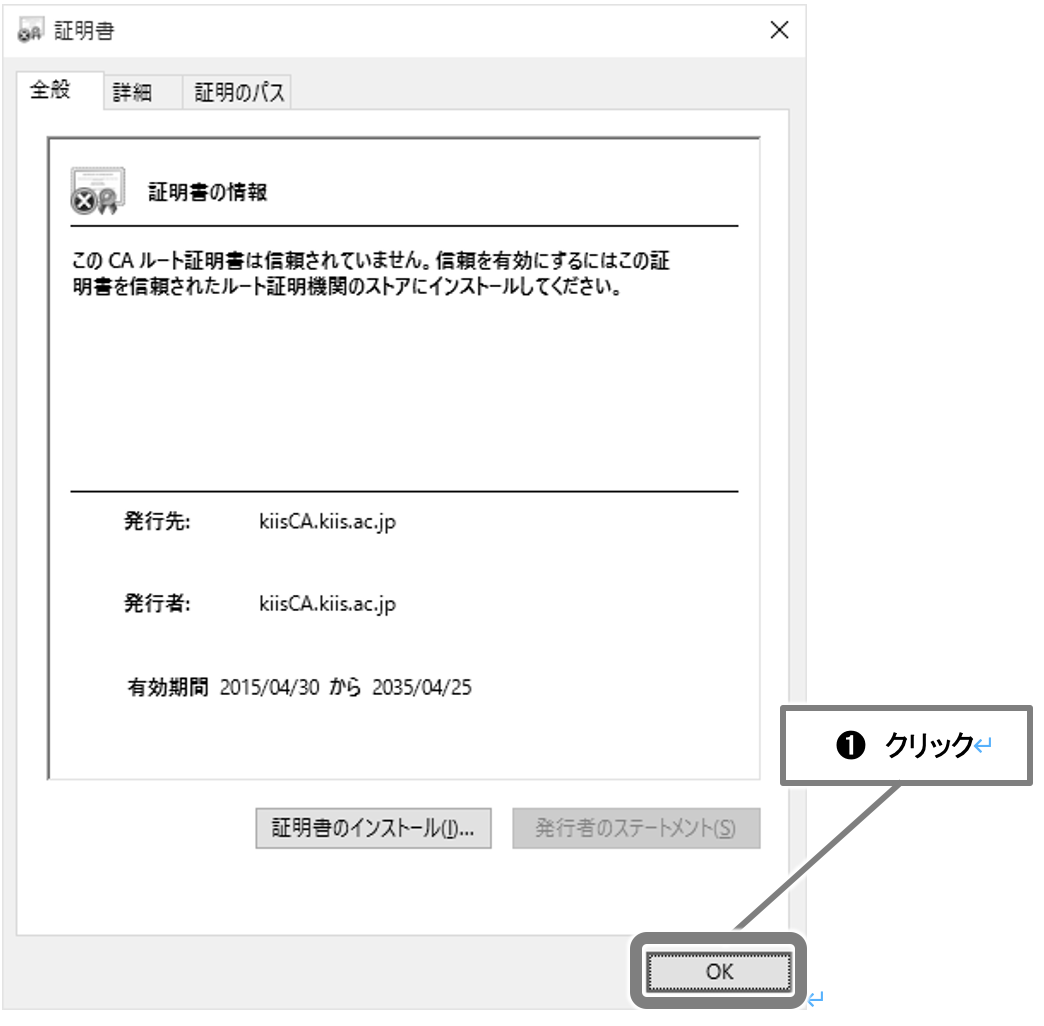 証明書
全般
詳細
証明のパス
証明書の情報
この CA ルート証明書は信頼されていません。信頼を有効にするにはこの証
明書を信頼されたルート証明機関のストアにインストールしてください。
発行先: kiisCA.kiis.ac.jp
発行者: kiisCA.kiis.ac.jp
有効期間 2015/04/30 から 2035/04/25
❶ クリック↵
証明書のインストール(I)...
発行者のステートメント(S)
OK
↵